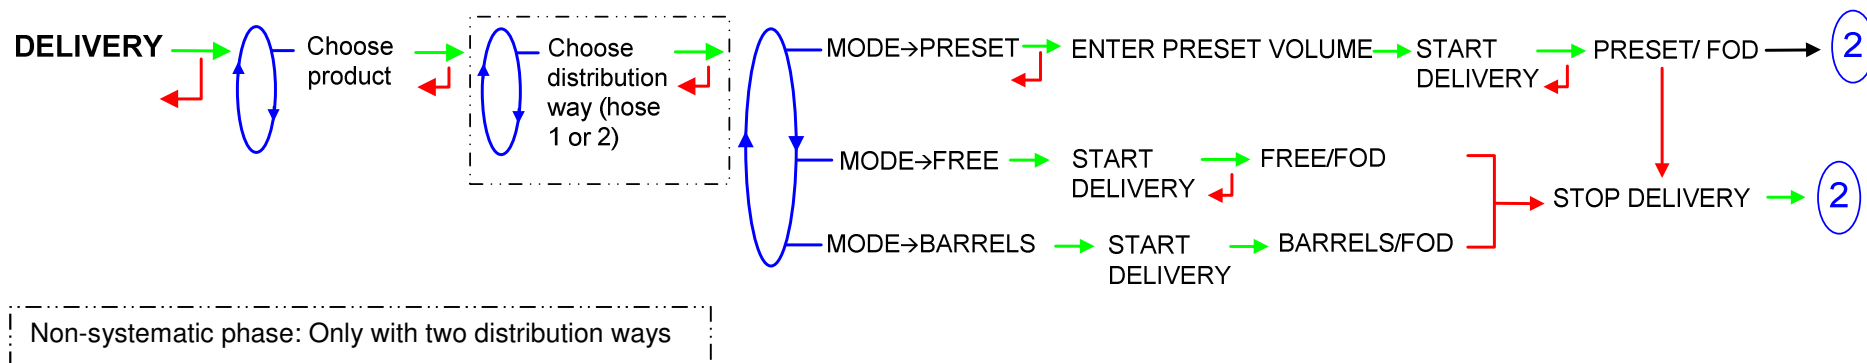 DELIVERY
Choose
product
Choose
distribution
way (hose
1 or 2)
MODE→PRESET
ENTER PRESET VOLUME
START
DELIVERY
PRESET/ FOD
2
MODE→FREE
START
DELIVERY
FREE/FOD
STOP DELIVERY
2
MODE→BARRELS
START
DELIVERY
BARRELS/FOD
Non-systematic phase: Only with two distribution ways